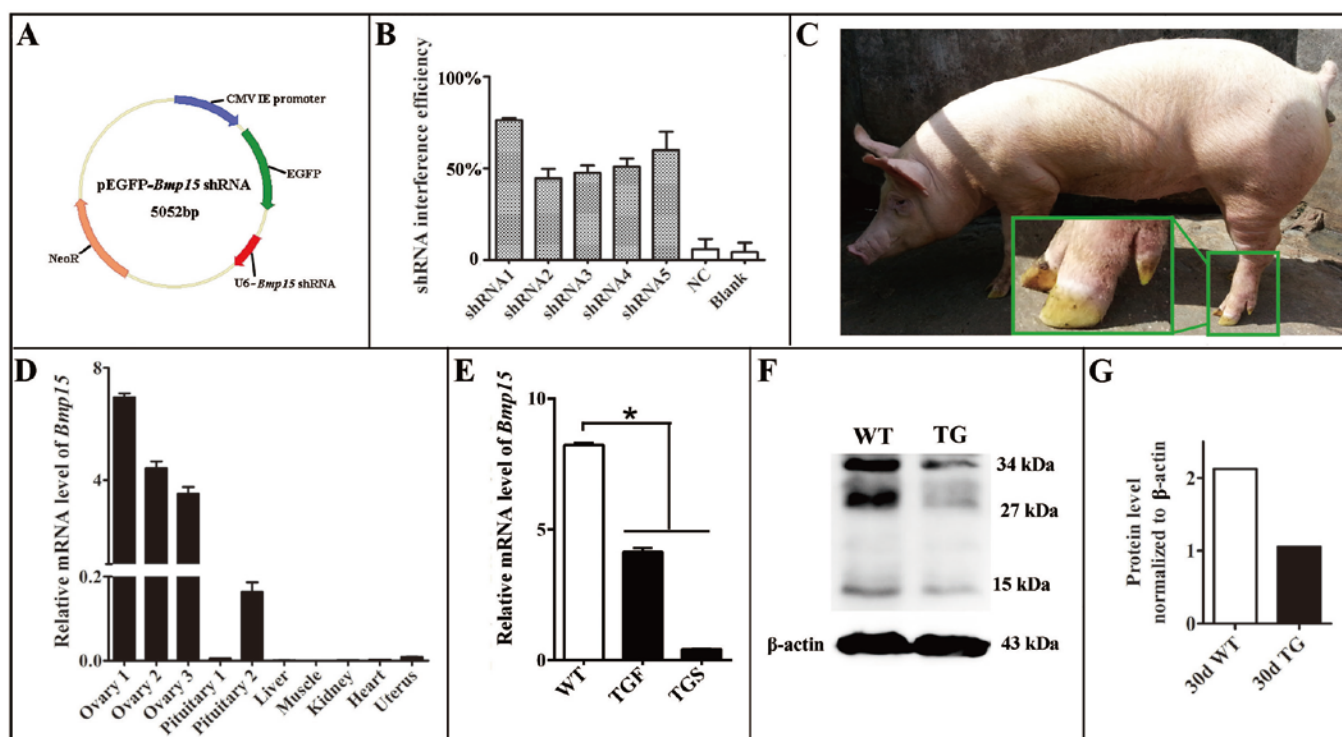 A
CMV IE promoter
EGFP
pEGFP-Bmp15 shRNA
5052bp
NeoR
U6-Bmp15 shRNA
B
shRNA interference efficiency
100%
50%
0
shRNA1
shRNA2
shRNA3
shRNA4
shRNA5
NC
Blank
C
D
Relative mRNA level of Bmp15
8
4
0.2
0.0
Ovary 1
Ovary 2
Ovary 3
Pituitary 1
Pituitary 2
Liver
Muscle
Kidney
Heart
Uterus
E
Relative mRNA level of Bmp15
10
5
0
*
WT
TGF
TGS
F
WT TG
34 kDa
27 kDa
15 kDa
β-actin 43 kDa
G
Protein level
normalized to β-actin
2
1
0
30d WT
30d TG